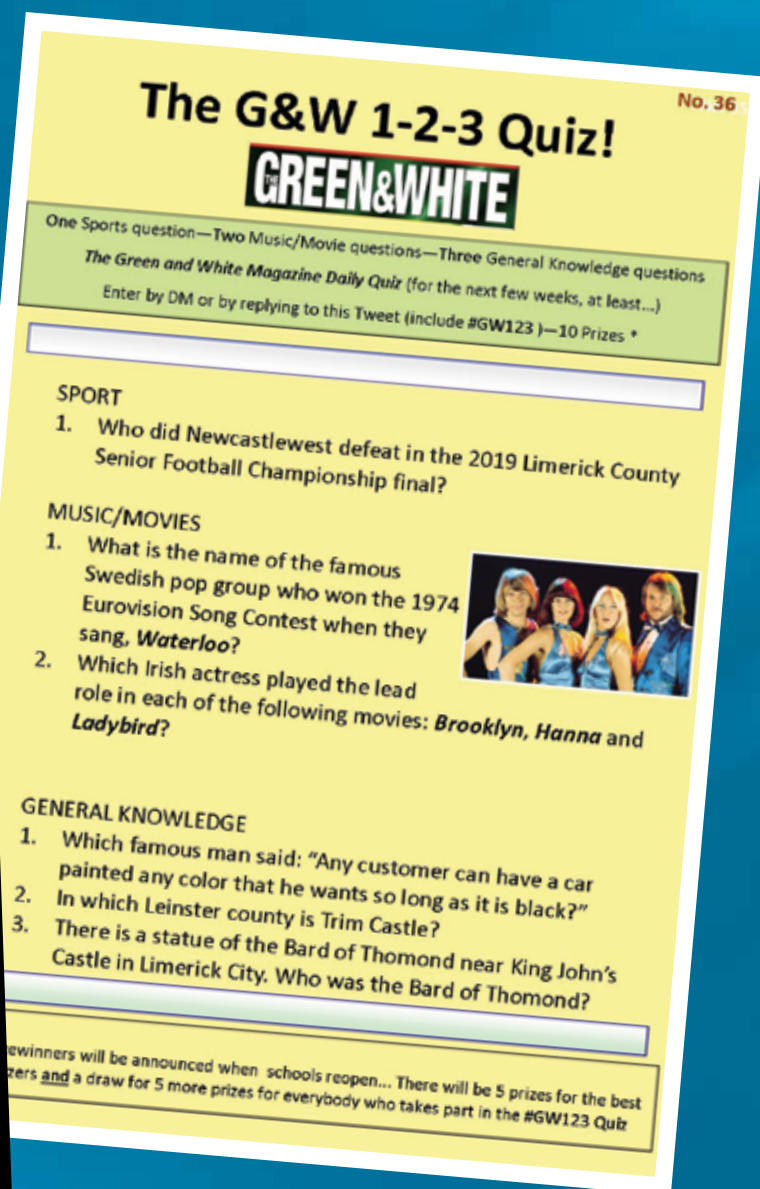 No. 36
The G&W 1-2-3 Quiz!
THE GREEN&WHITE
One Sports question—Two Music/Movie questions—Three General Knowledge questions
The Green and White Magazine Daily Quiz (for the next few weeks, at least...)
Enter by DM or by replying to this Tweet (include #GW123 )—10 Prizes *
SPORT
1. Who did Newcastlewest defeat in the 2019 Limerick County
Senior Football Championship final?
MUSIC/MOVIES
1. What is the name of the famous
Swedish pop group who won the 1974
Eurovision Song Contest when they
sang, Waterloo?
2. Which Irish actress played the lead
role in each of the following movies: Brooklyn, Hanna and
Ladybird?
GENERAL KNOWLEDGE
1. Which famous man said: “Any customer can have a car
painted any color that he wants so long as it is black?”
2. In which Leinster county is Trim Castle?
3. There is a statue of the Bard of Thomond near King John’s
Castle in Limerick City. Who was the Bard of Thomond?
will be announced when schools reopen... There will be 5 prizes for the best
and a draw for 5 more prizes for everybody who takes part in the #GW123 Quiz